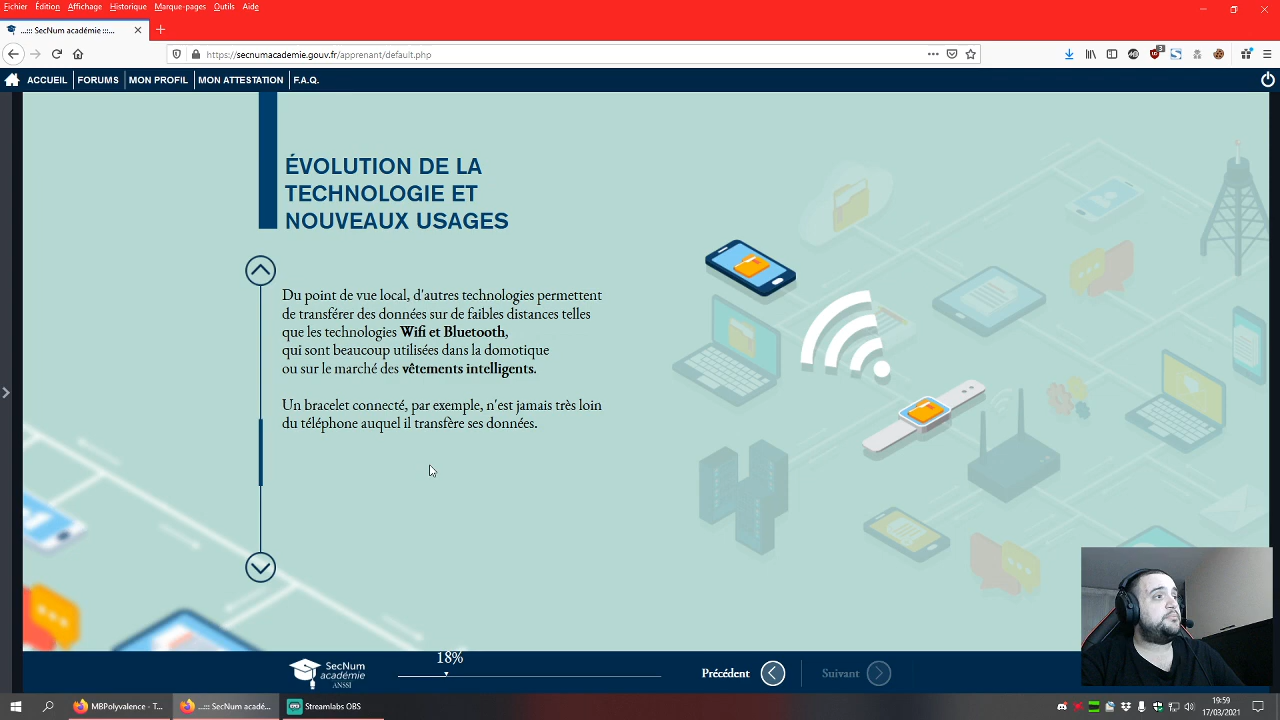 Fichier Édition Affichage Historique Marque-pages Outils Aide
...:: SecNum académie :::...
https://secnumacademie.gouv.fr/apprenant/default.php
3
ACCUEIL FORUMS MON PROFIL MON ATTESTATION F.A.Q.
ÉVOLUTION DE LA
TECHNOLOGIE ET
NOUVEAUX USAGES
Du point de vue local, d'autres technologies permettent
de transférer des données sur de faibles distances telles
que les technologies Wifi et Bluetooth,
qui sont beaucoup utilisées dans la domotique
ou sur le marché des vêtements intelligents.
Un bracelet connecté, par exemple, n'est jamais très loin
du téléphone auquel il transfère ses données.
SecNum
académie
ANSSI
18%
Précédent
Suivant
MBPolyvalence - T...
...::: SecNum acadé...
Streamlabs OBS
19:59
17/03/2021